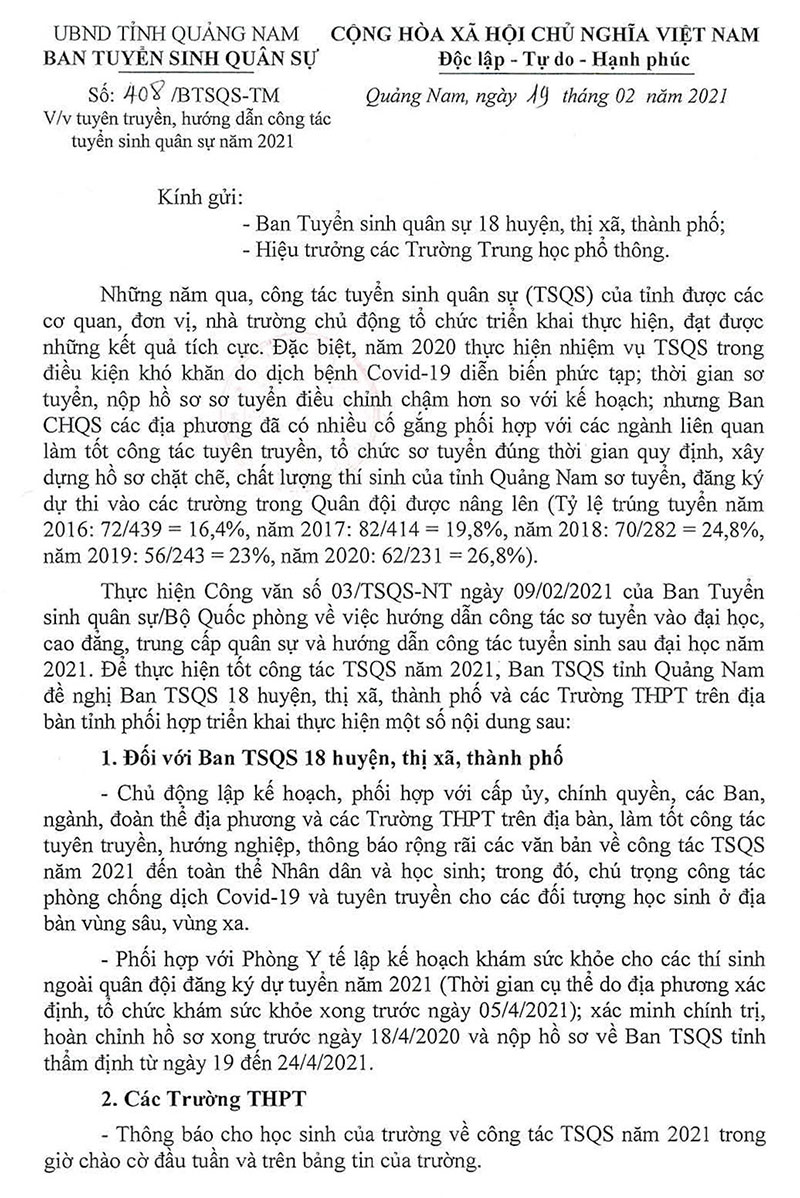 UBND TỈNH QUẢNG NAM
BAN TUYỂN SINH QUÂN SỰ
CỘNG HÒA XÃ HỘI CHỦ NGHĨA VIỆT NAM
Độc lập - Tự do - Hạnh phúc
Số: 408 /BTSQS-TM
V/v tuyên truyền, hướng dẫn công tác
tuyển sinh quân sự năm 2021
Quảng Nam, ngày 19 tháng 02 năm 2021
Kính gửi:
- Ban Tuyển sinh quân sự 18 huyện, thị xã, thành phố;
- Hiệu trưởng các Trường Trung học phổ thông.
Những năm qua, công tác tuyển sinh quân sự (TSQS) của tỉnh được các
cơ quan, đơn vị, nhà trường chủ động tổ chức triển khai thực hiện, đạt được
những kết quả tích cực. Đặc biệt, năm 2020 thực hiện nhiệm vụ TSQS trong
điều kiện khó khăn do dịch bệnh Covid-19 diễn biến phức tạp; thời gian sơ
tuyển, nộp hồ sơ sơ tuyển điều chỉnh chậm hơn so với kế hoạch; nhưng Ban
CHQS các địa phương đã có nhiều cố gắng phối hợp với các ngành liên quan
làm tốt công tác tuyên truyền, tổ chức sơ tuyển đúng thời gian quy định, xây
dựng hồ sơ chặt chẽ, chất lượng thí sinh của tỉnh Quảng Nam sơ tuyển, đăng ký
dự thi vào các trường trong Quân đội được nâng lên (Tỷ lệ trúng tuyển năm
2016: 72/439 = 16,4%, năm 2017: 82/414 = 19,8%, năm 2018: 70/282 = 24,8%,
năm 2019: 56/243 = 23%, năm 2020: 62/231 = 26,8%).
Thực hiện Công văn số 03/TSQS-NT ngày 09/02/2021 của Ban Tuyển
sinh quân sự/Bộ Quốc phòng về việc hướng dẫn công tác sơ tuyển vào đại học,
cao đẳng, trung cấp quân sự và hướng dẫn công tác tuyển sinh sau đại học năm
2021. Để thực hiện tốt công tác TSQS năm 2021, Ban TSQS tỉnh Quảng Nam
đề nghị Ban TSQS 18 huyện, thị xã, thành phố và các Trường THPT trên địa
bàn tỉnh phối hợp triển khai thực hiện một số nội dung sau:
1. Đối với Ban TSQS 18 huyện, thị xã, thành phố
- Chủ động lập kế hoạch, phối hợp với cấp ủy, chính quyền, các Ban,
ngành, đoàn thể địa phương và các Trường THPT trên địa bàn, làm tốt công tác
tuyên truyền, hướng nghiệp, thông báo rộng rãi các văn bản về công tác TSQS
năm 2021 đến toàn thể Nhân dân và học sinh; trong đó, chú trọng công tác
phòng chống dịch Covid-19 và tuyên truyền cho các đối tượng học sinh ở địa
bàn vùng sâu, vùng xa.
- Phối hợp với Phòng Y tế lập kế hoạch khám sức khỏe cho các thí sinh
ngoài quân đội đăng ký dự tuyển năm 2021 (Thời gian cụ thể do địa phương xác
định, tổ chức khám sức khỏe xong trước ngày 05/4/2021); xác minh chính trị,
hoàn chỉnh hồ sơ xong trước ngày 18/4/2020 và nộp hồ sơ về Ban TSQS tỉnh
thẩm định từ ngày 19 đến 24/4/2021.
2. Các Trường THPT
- Thông báo cho học sinh của trường về công tác TSQS năm 2021 trong
giờ chào cờ đầu tuần và trên bảng tin của trường.